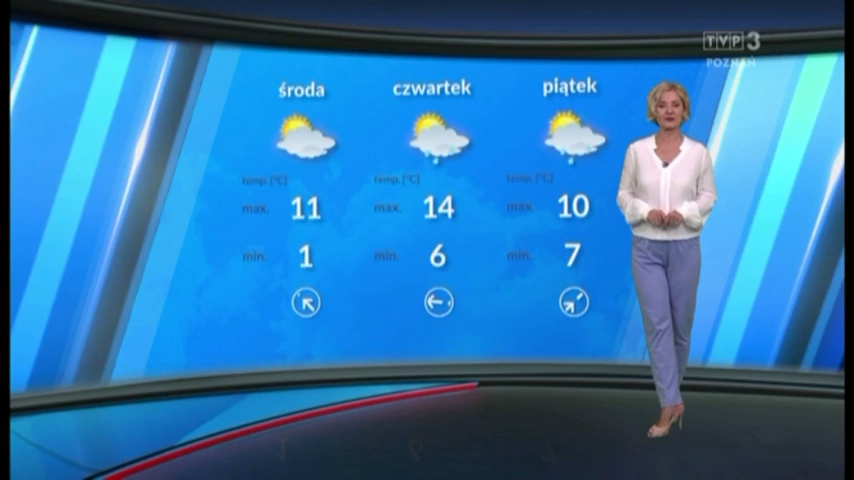 TVP3
POZNAŃ
środa czwartek piątek
temp. [°C] temp. [°C] temp. [°C]
max. 11 max. 14 max. 10
min. 1 min. 6 min. 7